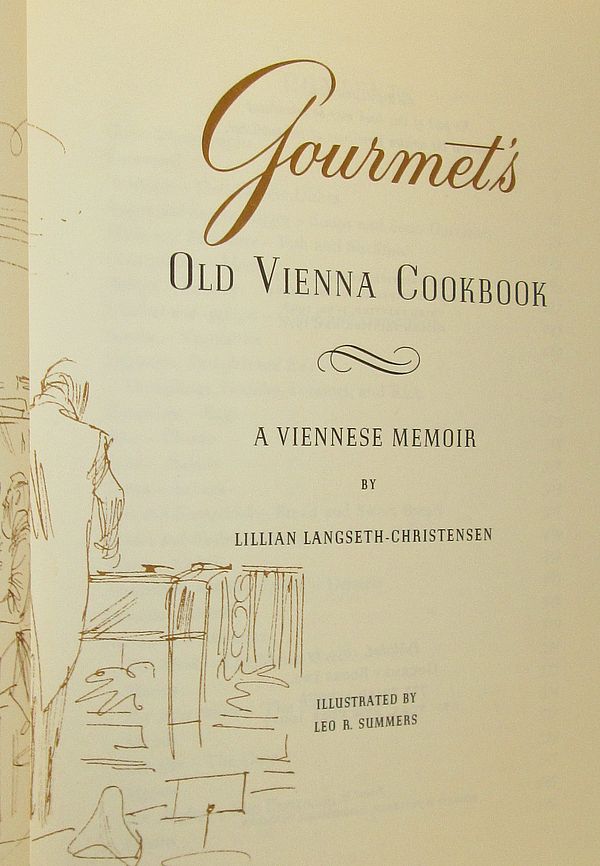 Gourmet's
OLD VIENNA COOKBOOK
A VIENNESE MEMOIR
BY
LILLIAN LANGSETH-CHRISTENSEN
ILLUSTRATED BY
LEO R. SUMMERS